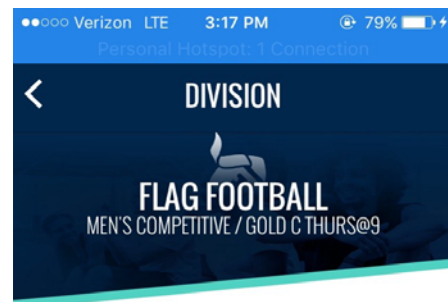 Verizon LTE 3:17 PM 79%
Personal Hotspot: 1 Connection
DIVISION
FLAG FOOTBALL
MEN'S COMPETITIVE / GOLD C THURS@9